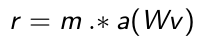 r = m .* a(Wv)